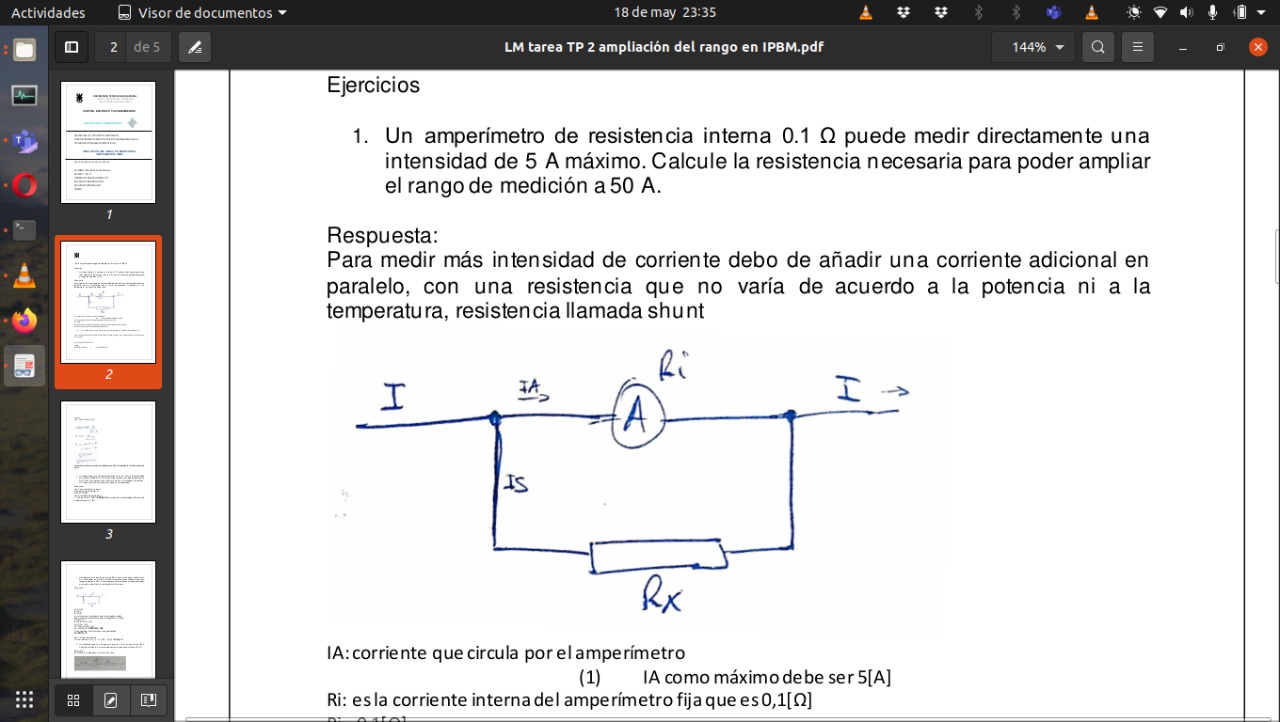 Actividades
Visor de documentos
18 de may 23:35
2
de 5
LM tarea TP 2 ampliación del rango en IPBM.pdf
144%
1
2
3
Ejercicios
1. Un amperímetro de resistencia interna 0.1 Ω puede medir directamente una
intensidad de 5 A máximo. Calcule la resistencia necesaria para poder ampliar
el rango de medición a 50 A.
Respuesta:
Para medir más intensidad de corriente debo de añadir una corriente adicional en
paralelo, con una resistencia que no varía de acuerdo a la potencia ni a la
temperatura, resistencia llamada shunt
Ri
I
IA
A
I
IS
Rx
IA: corriente que circula por el amperímetro
(1) IA como máximo debe ser 5[A]
Ri: es la corriente interna del amperímetro fija que es 0,1[Ω]